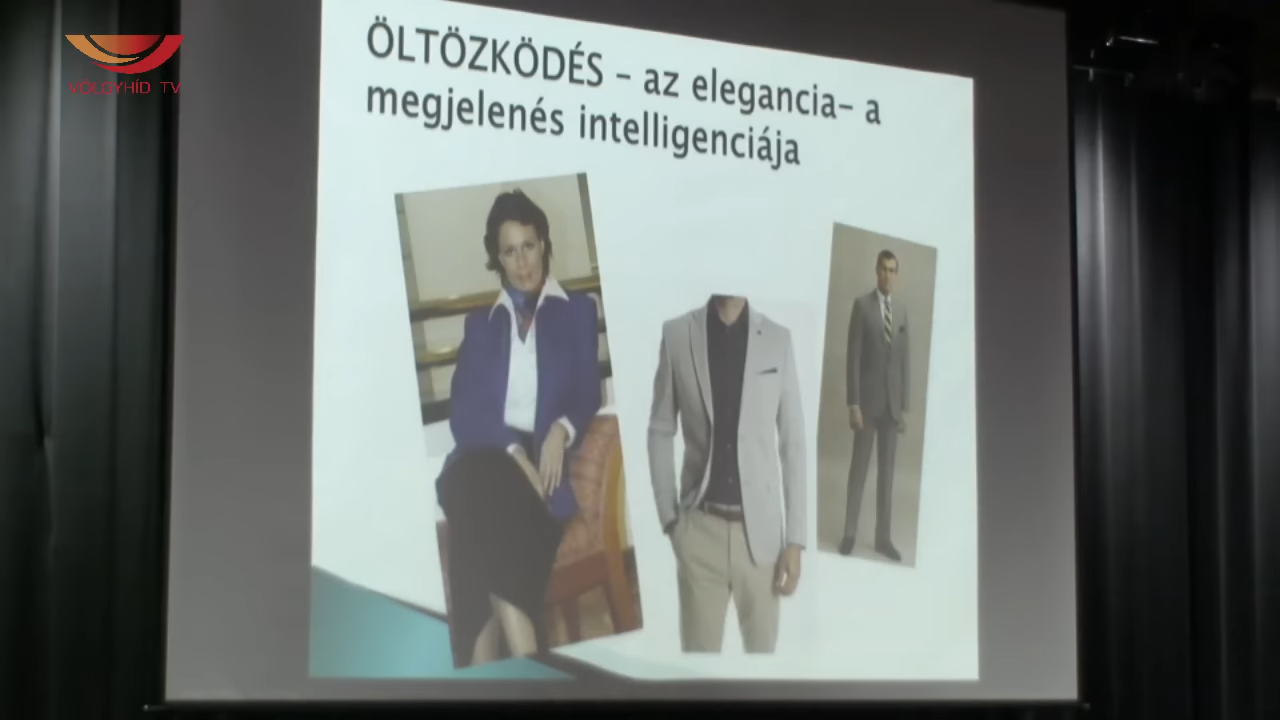 VÖLGYHÍD TV
ÖLTÖZKÖDÉS – az elegancia– a
megjelenés intelligenciája